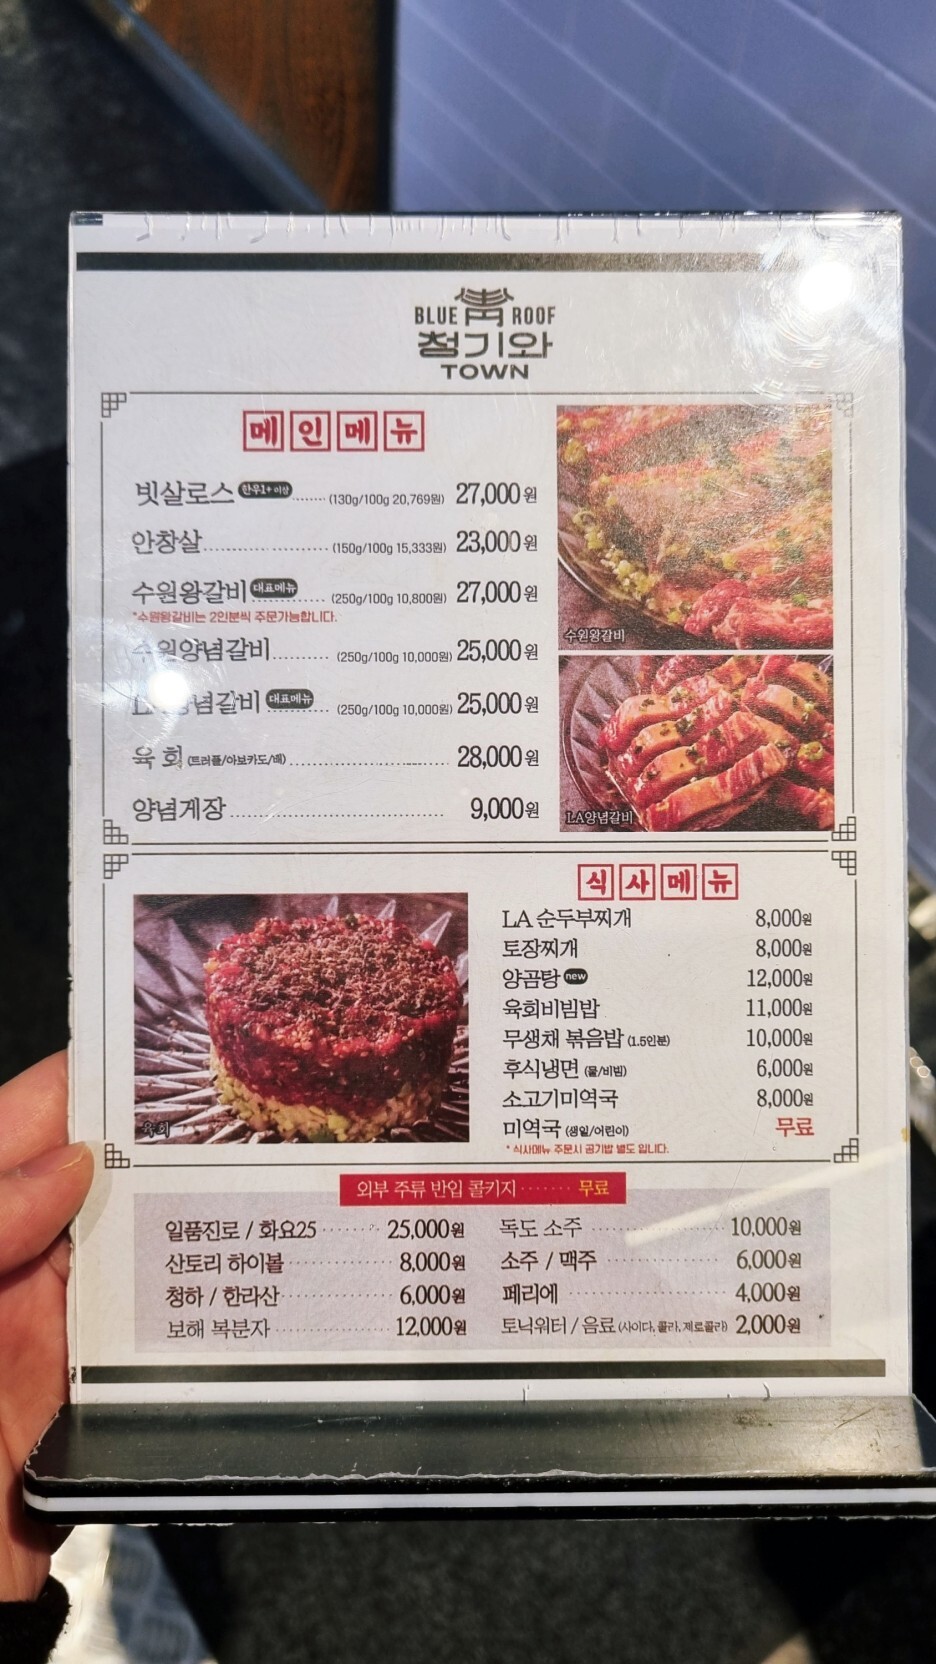 BLUE ROOF
청기와
TOWN
메인메뉴
빗살로스 한우1+ 이상 ....... (130g/100g 20,769원) 27,000원
안창살 ....................... (150g/100g 15,333원) 23,000원
수원왕갈비 대표메뉴 .......... (250g/100g 10,800원) 27,000원
*수원왕갈비는 2인분씩 주문가능합니다.
수원양념갈비 .......... (250g/100g 10,000원) 25,000원
양념갈비 대표메뉴 .......... (250g/100g 10,000원) 25,000원
육 회 (트러플/아보카도/배) .............................. 28,000원
양념게장 ........................................ 9,000원
수원왕갈비
LA양념갈비
식사메뉴
LA 순두부찌개 8,000원
토장찌개 8,000원
양곰탕 new 12,000원
육회비빔밥 11,000원
무생채 볶음밥 (1.5인분) 10,000원
후식냉면 (물/비빔) 6,000원
소고기미역국 8,000원
미역국 (생일/어린이) 무료
* 식사메뉴 주문시 공기밥 별도 입니다.
육회
외부 주류 반입 콜키지 ······· 무료
일품진로 / 화요25 ········ 25,000원
산토리 하이볼 ················ 8,000원
청하 / 한라산 ················ 6,000원
보해 복분자 ················· 12,000원
독도 소주 ···················· 10,000원
소주 / 맥주 ················· 6,000원
페리에 ······················· 4,000원
토닉워터 / 음료 (사이다, 콜라, 제로콜라) 2,000원